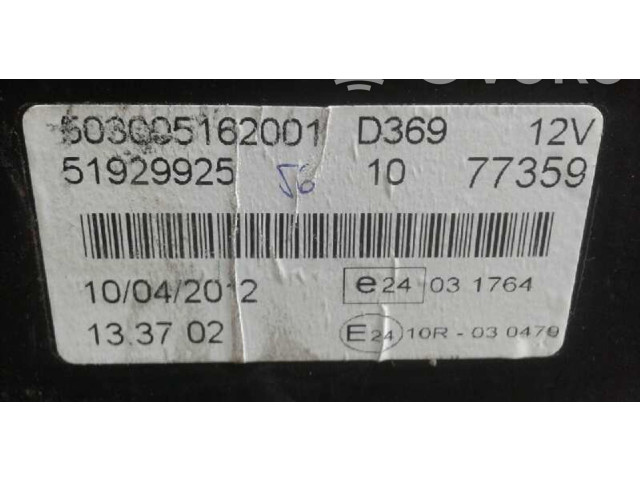 503005162001 D369 12V
51929925 56 10 77359
10/04/2012 e24 03 1764
13.37 02 E24 10R - 03 0479